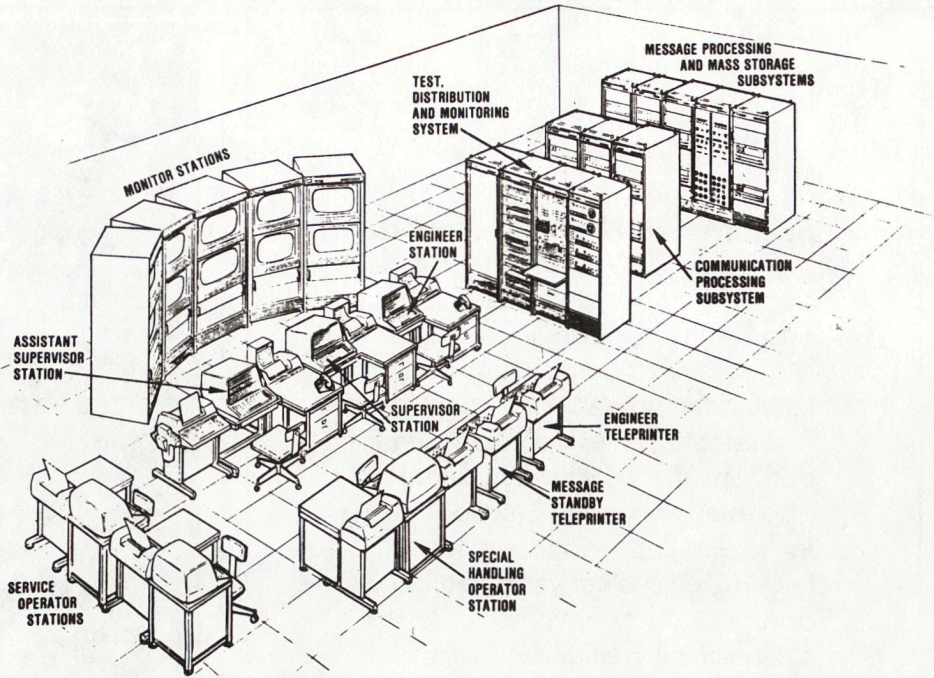 MESSAGE PROCESSING
AND MASS STORAGE
SUBSYSTEMS
TEST,
DISTRIBUTION
AND MONITORING
SYSTEM
MONITOR STATIONS
ENGINEER
STATION
COMMUNICATION
PROCESSING
SUBSYSTEM
ASSISTANT
SUPERVISOR
STATION
SUPERVISOR
STATION
ENGINEER
TELEPRINTER
MESSAGE
STANDBY
TELEPRINTER
SPECIAL
HANDLING
OPERATOR
STATION
SERVICE
OPERATOR
STATIONS